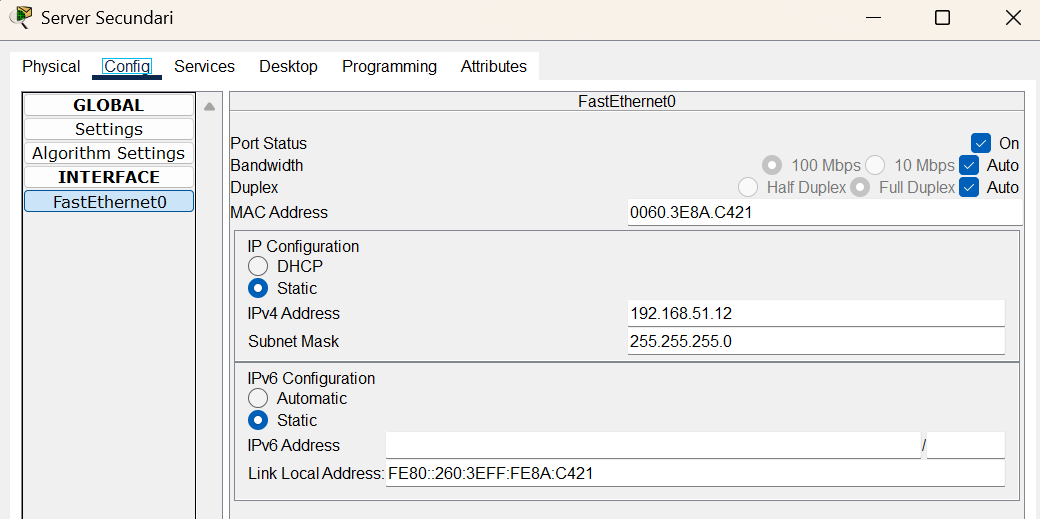 Server Secundari
Physical Config Services Desktop Programming Attributes
GLOBAL
Settings
Algorithm Settings
INTERFACE
FastEthernet0
FastEthernet0
Port Status On
Bandwidth 100 Mbps 10 Mbps Auto
Duplex Half Duplex Full Duplex Auto
MAC Address 0060.3E8A.C421
IP Configuration
DHCP
Static
IPv4 Address 192.168.51.12
Subnet Mask 255.255.255.0
IPv6 Configuration
Automatic
Static
IPv6 Address /
Link Local Address: FE80::260:3EFF:FE8A:C421